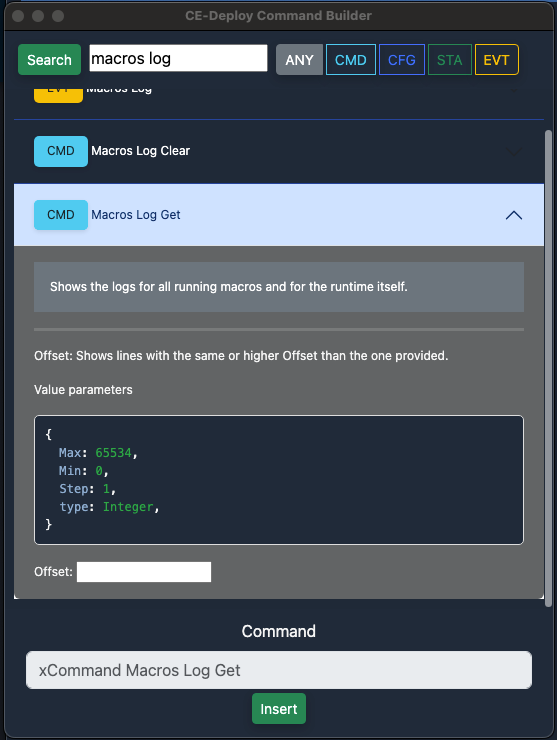 CE-Deploy Command Builder
Search macros log ANY CMD CFG STA EVT
EVT Macros Log
CMD Macros Log Clear
CMD Macros Log Get
Shows the logs for all running macros and for the runtime itself.
Offset: Shows lines with the same or higher Offset than the one provided.
Value parameters
{
Max: 65534,
Min: 0,
Step: 1,
type: Integer,
}
Offset:
Command
xCommand Macros Log Get
Insert